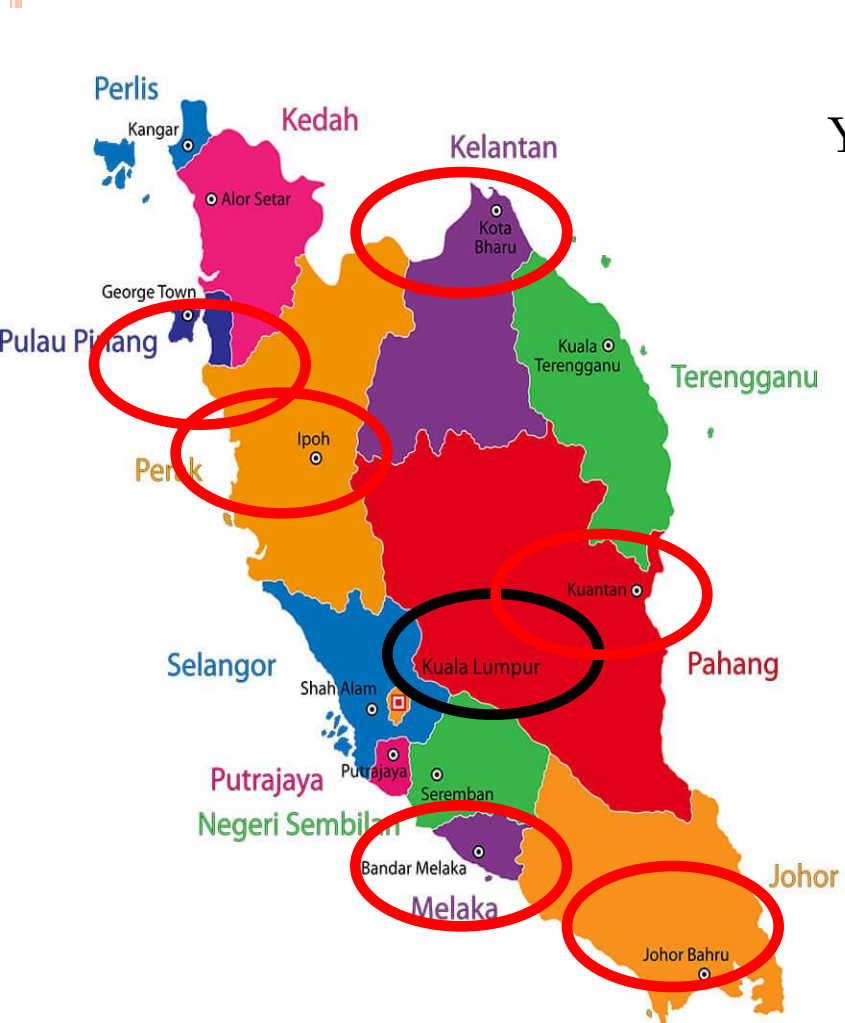 Perlis
Kangar
Kedah
Y
Kelantan
Alor Setar
Kota
Bharu
George Town
Pulau Pinang
Kuala
Terengganu
Terengganu
Ipoh
Perak
Kuantan
Selangor
Kuala Lumpur
Pahang
Shah Alam
Putrajaya
Putrajaya
Seremban
Negeri Sembilan
Bandar Melaka
Johor
Melaka
Johor Bahru